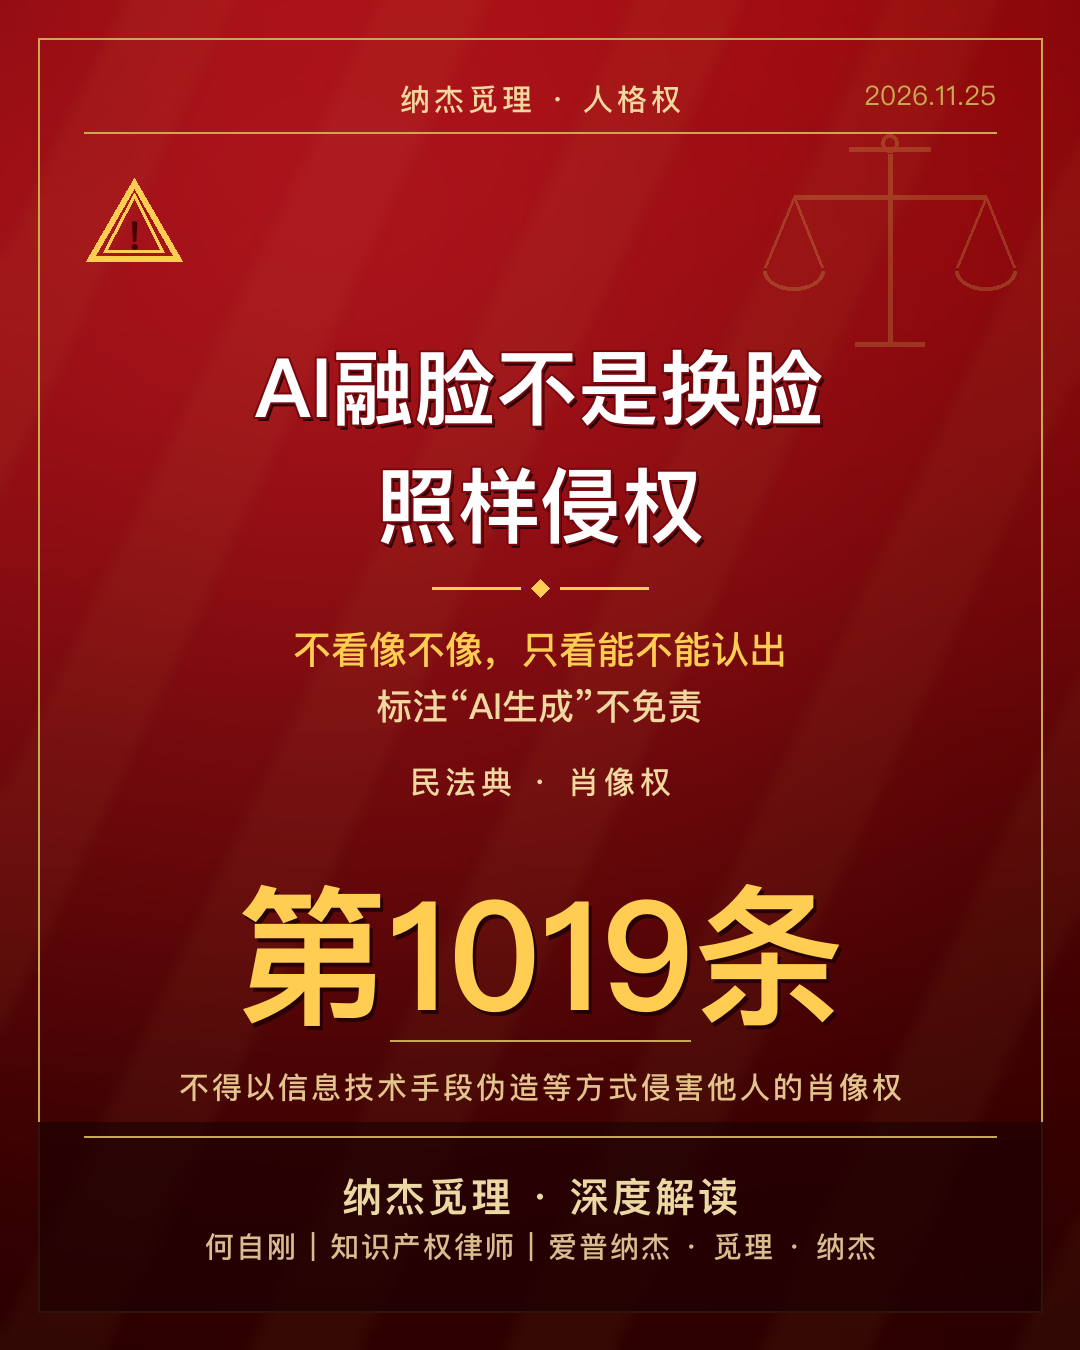 纳杰觅理 · 人格权
2026.11.25
!
AI融脸不是换脸
照样侵权
不看像不像，只看能不能认出
标注“AI生成”不免责
民法典 · 肖像权
第1019条
不得以信息技术手段伪造等方式侵害他人的肖像权
纳杰觅理 · 深度解读
何自刚 | 知识产权律师 | 爱普纳杰 · 觅理 · 纳杰